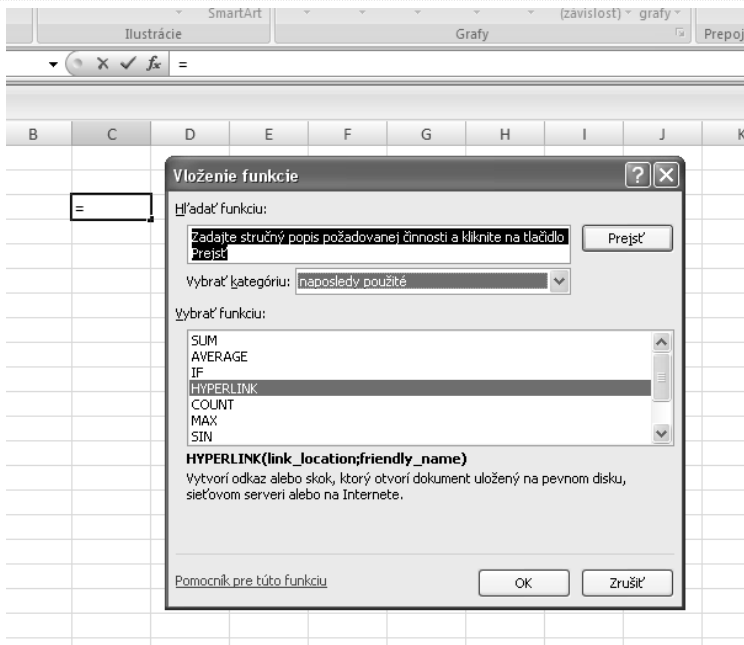 SmartArt (závislosť) grafy
Ilustrácie Grafy Prepoj
fx =
B C D E F G H I J K
=
Vloženie funkcie
Hľadať funkciu:
Zadajte stručný popis požadovanej činnosti a kliknite na tlačidlo
Prejsť
Prejsť
Vybrať kategóriu: naposledy použité
Vybrať funkciu:
SUM
AVERAGE
IF
HYPERLINK
COUNT
MAX
SIN
HYPERLINK(link_location;friendly_name)
Vytvorí odkaz alebo skok, ktorý otvorí dokument uložený na pevnom disku,
sieťovom serveri alebo na Internete.
Pomocník pre túto funkciu
OK Zrušiť